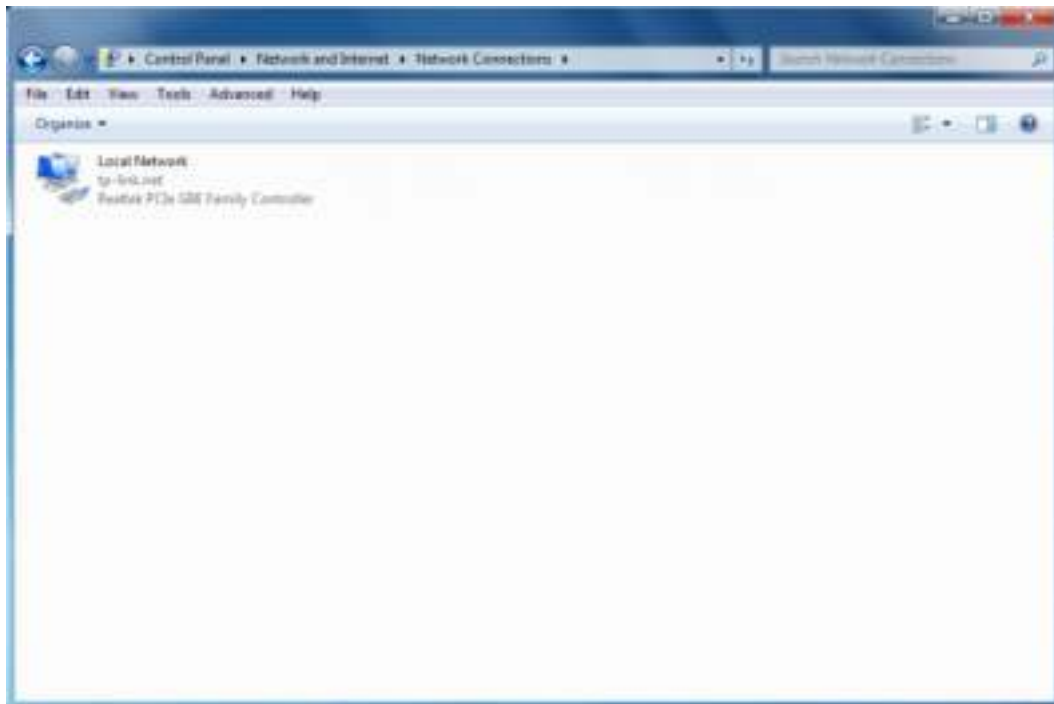 Control Panel Network and Internet Network Connections
Search Network Connections
File Edit View Tools Advanced Help
Organize
Local Network
tp-link.net
Realtek PCIe GBE Family Controller